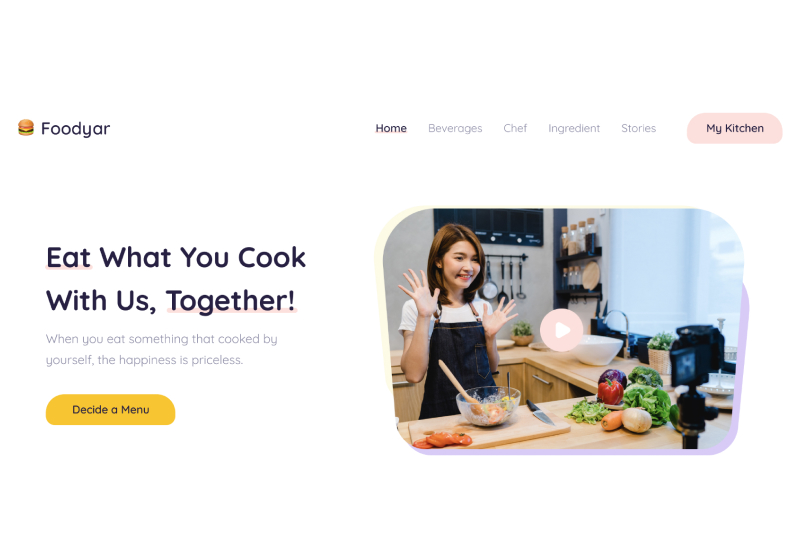 Foodyar
Home Beverages Chef Ingredient Stories My Kitchen
Eat What You Cook
With Us, Together!
When you eat something that cooked by
yourself, the happiness is priceless.
Decide a Menu